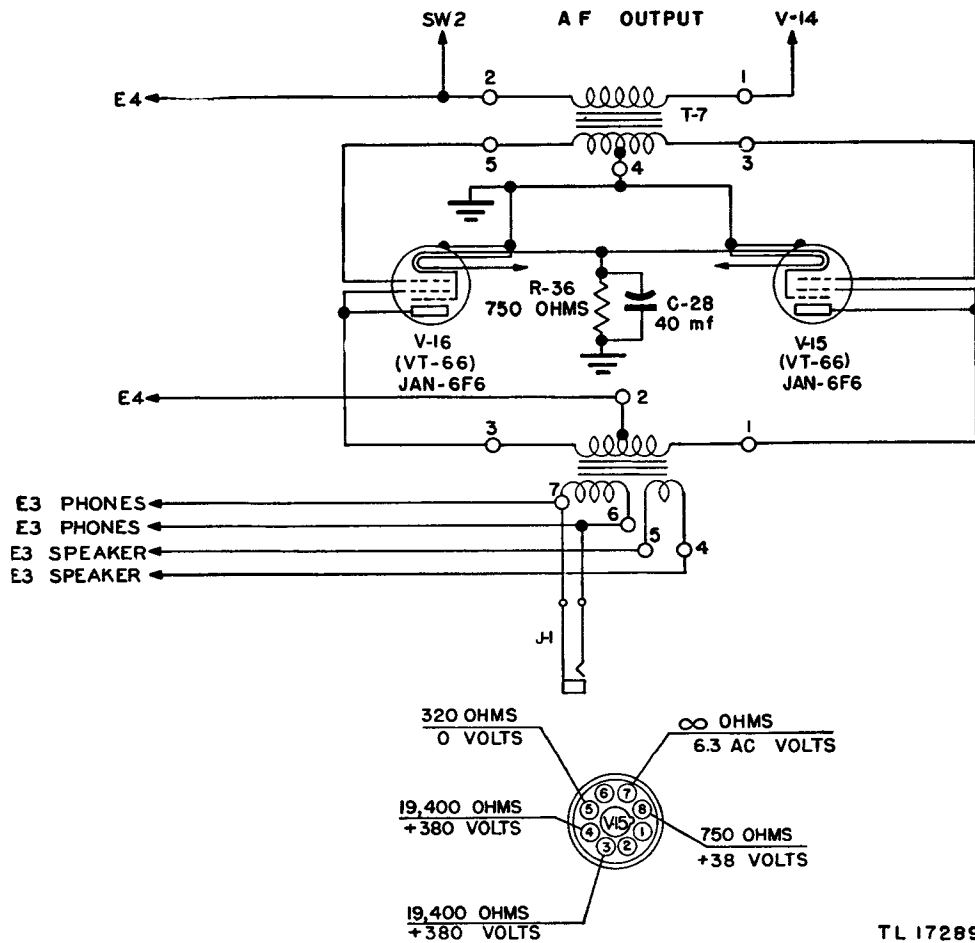 SW2 A F OUTPUT V-14
E4 2 1
T-7
5 4 3
R-36
750 OHMS
C-28
40 mf
V-16
(VT-66)
JAN-6F6
V-15
(VT-66)
JAN-6F6
E4 2
3 1
E3 PHONES 7
E3 PHONES 6
E3 SPEAKER 5
E3 SPEAKER 4
J-1
320 OHMS
0 VOLTS
∞ OHMS
6.3 AC VOLTS
19,400 OHMS
+380 VOLTS
6 7
5 8
V-15
4 1
3 2
750 OHMS
+38 VOLTS
19,400 OHMS
+380 VOLTS
TL 17289